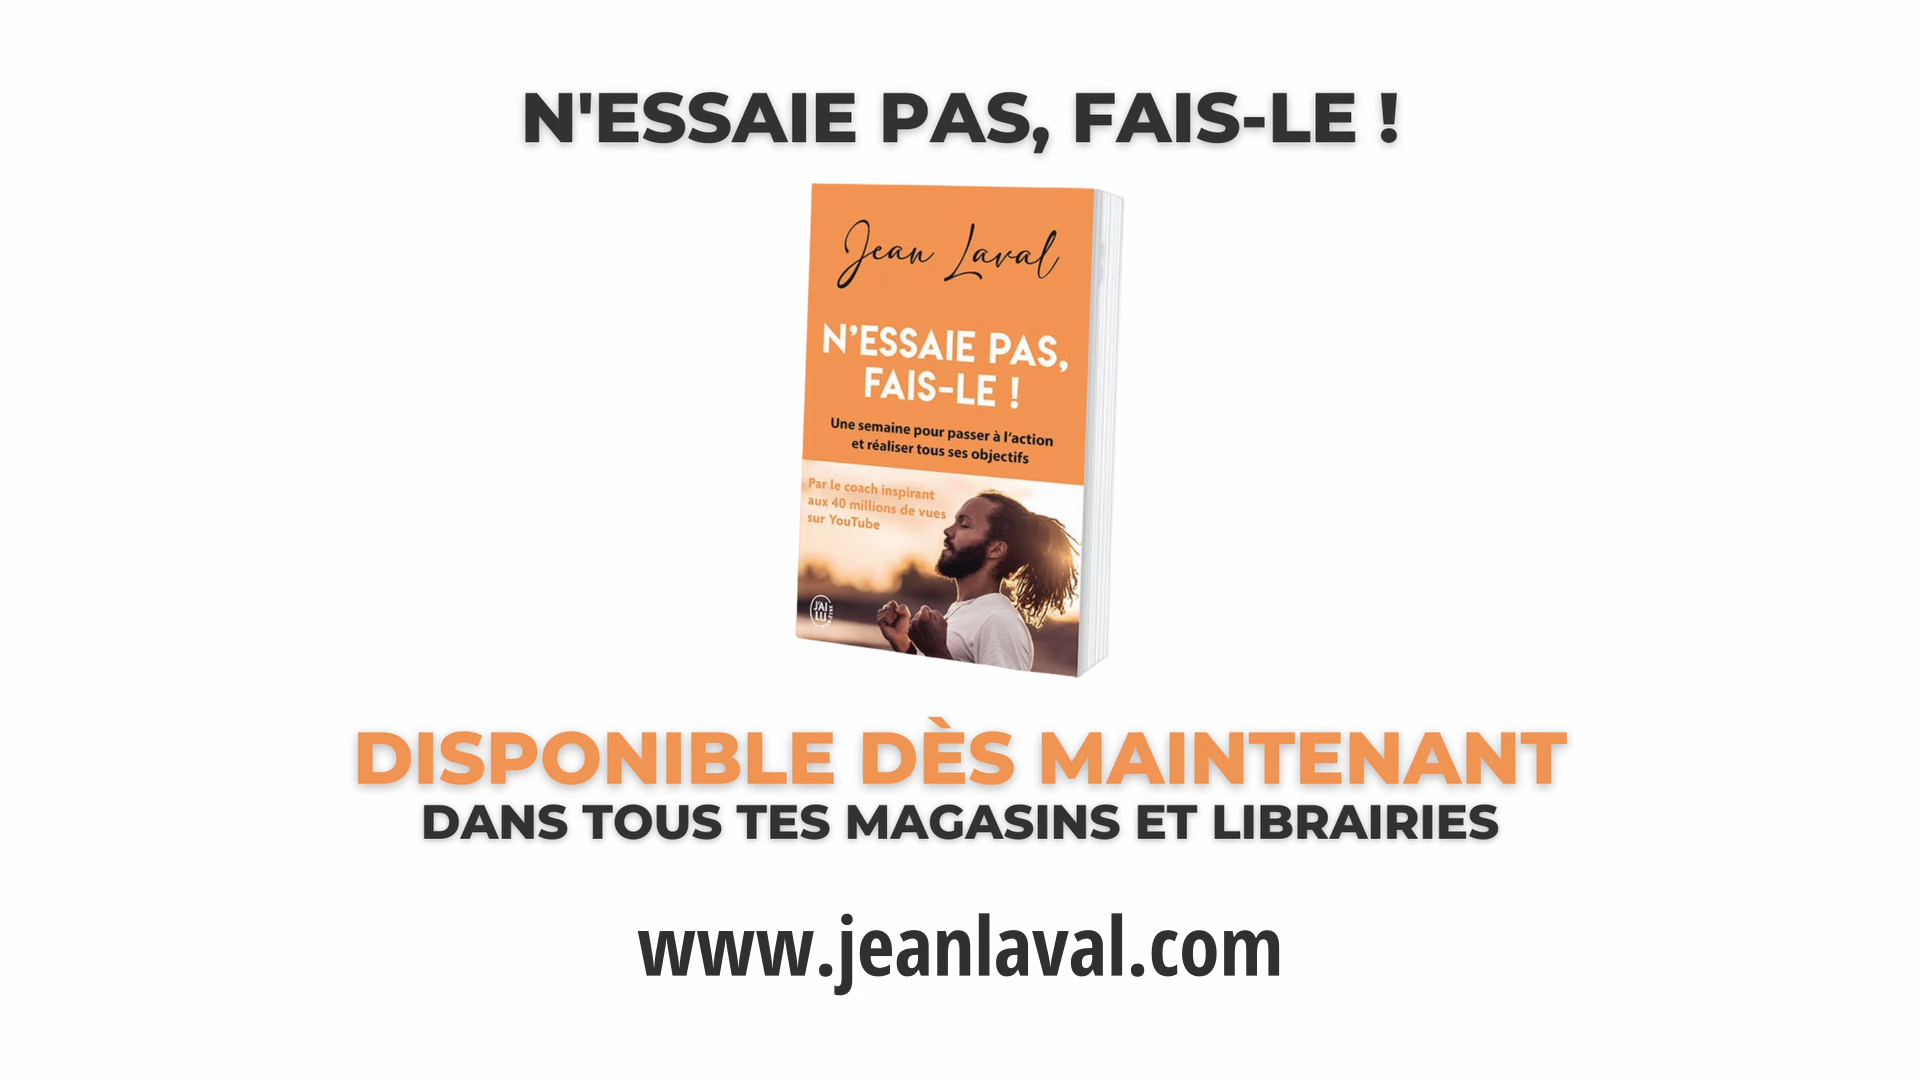 N'ESSAIE PAS, FAIS-LE !
Jean Laval
N’ESSAIE PAS,
FAIS-LE !
Une semaine pour passer à l’action
et réaliser tous ses objectifs
Par le coach inspirant
aux 40 millions de vues
sur YouTube
J'AI
LU
DISPONIBLE DÈS MAINTENANT
DANS TOUS TES MAGASINS ET LIBRAIRIES
www.jeanlaval.com